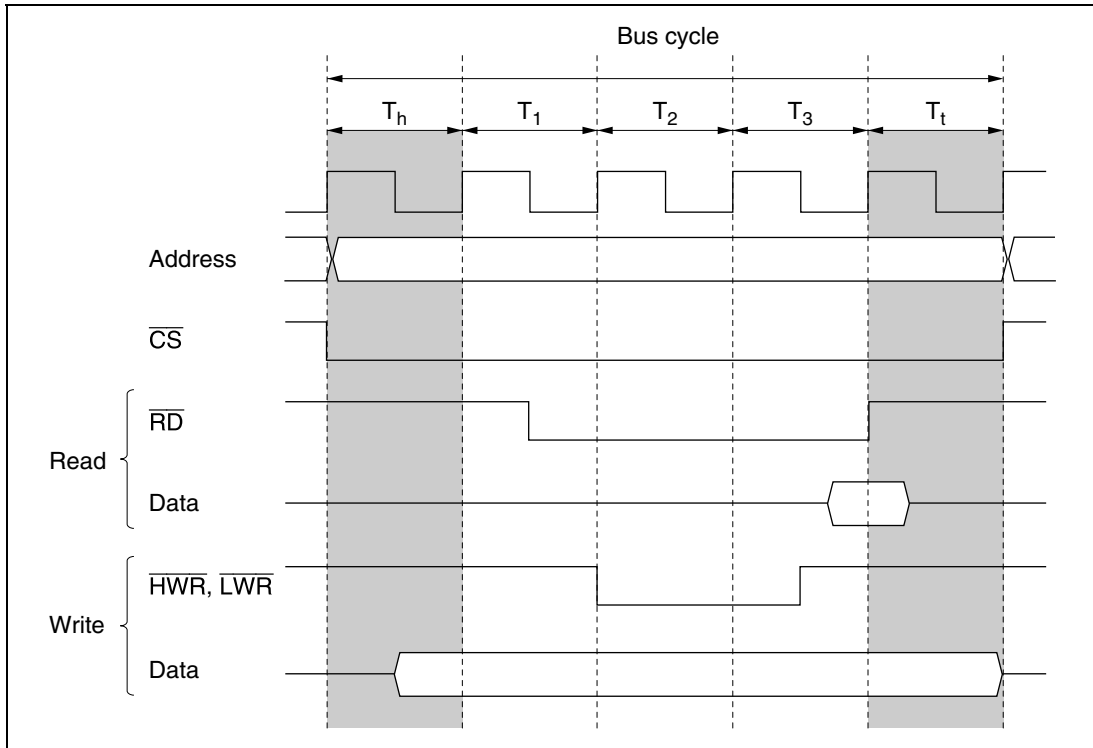 Bus cycle
Th T1 T2 T3 Tt
Address
CS
Read
RD
Data
Write
HWR, LWR
Data